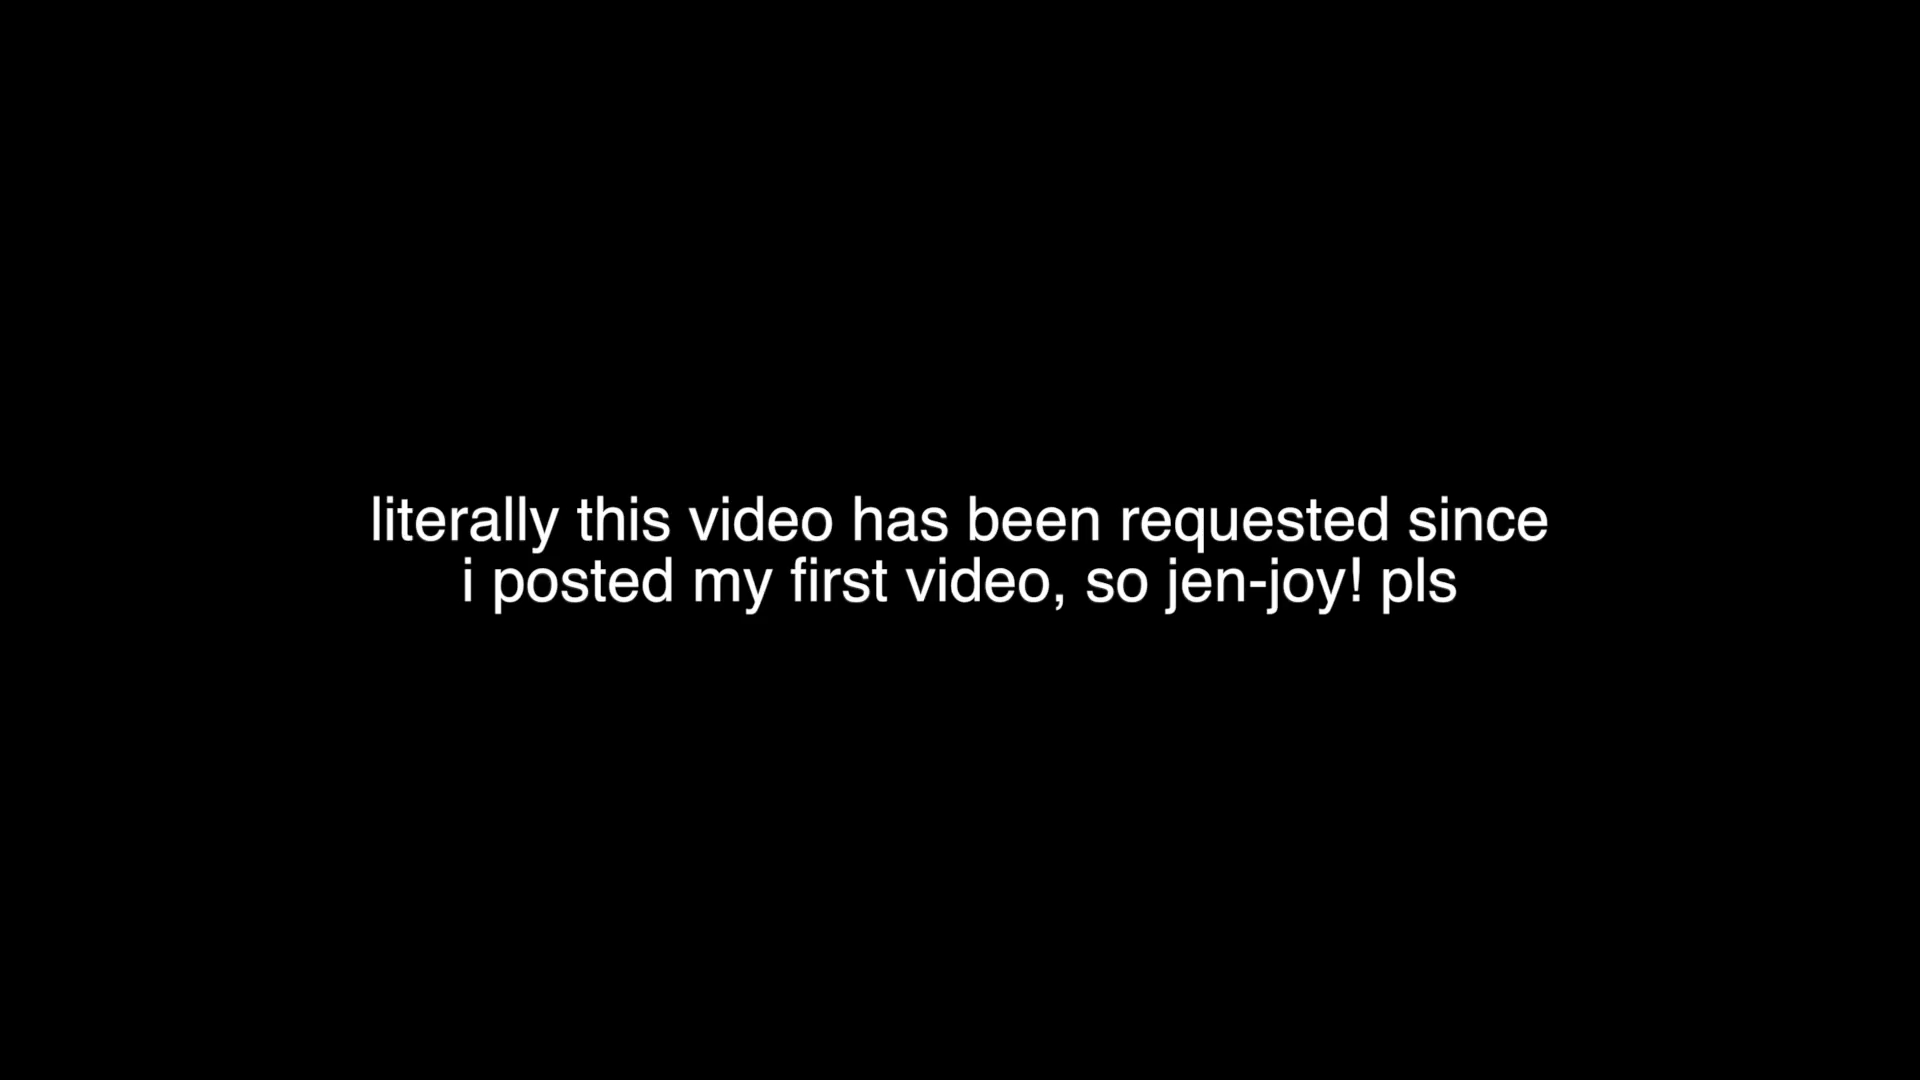 literally this video has been requested since
i posted my first video, so jen-joy! pls